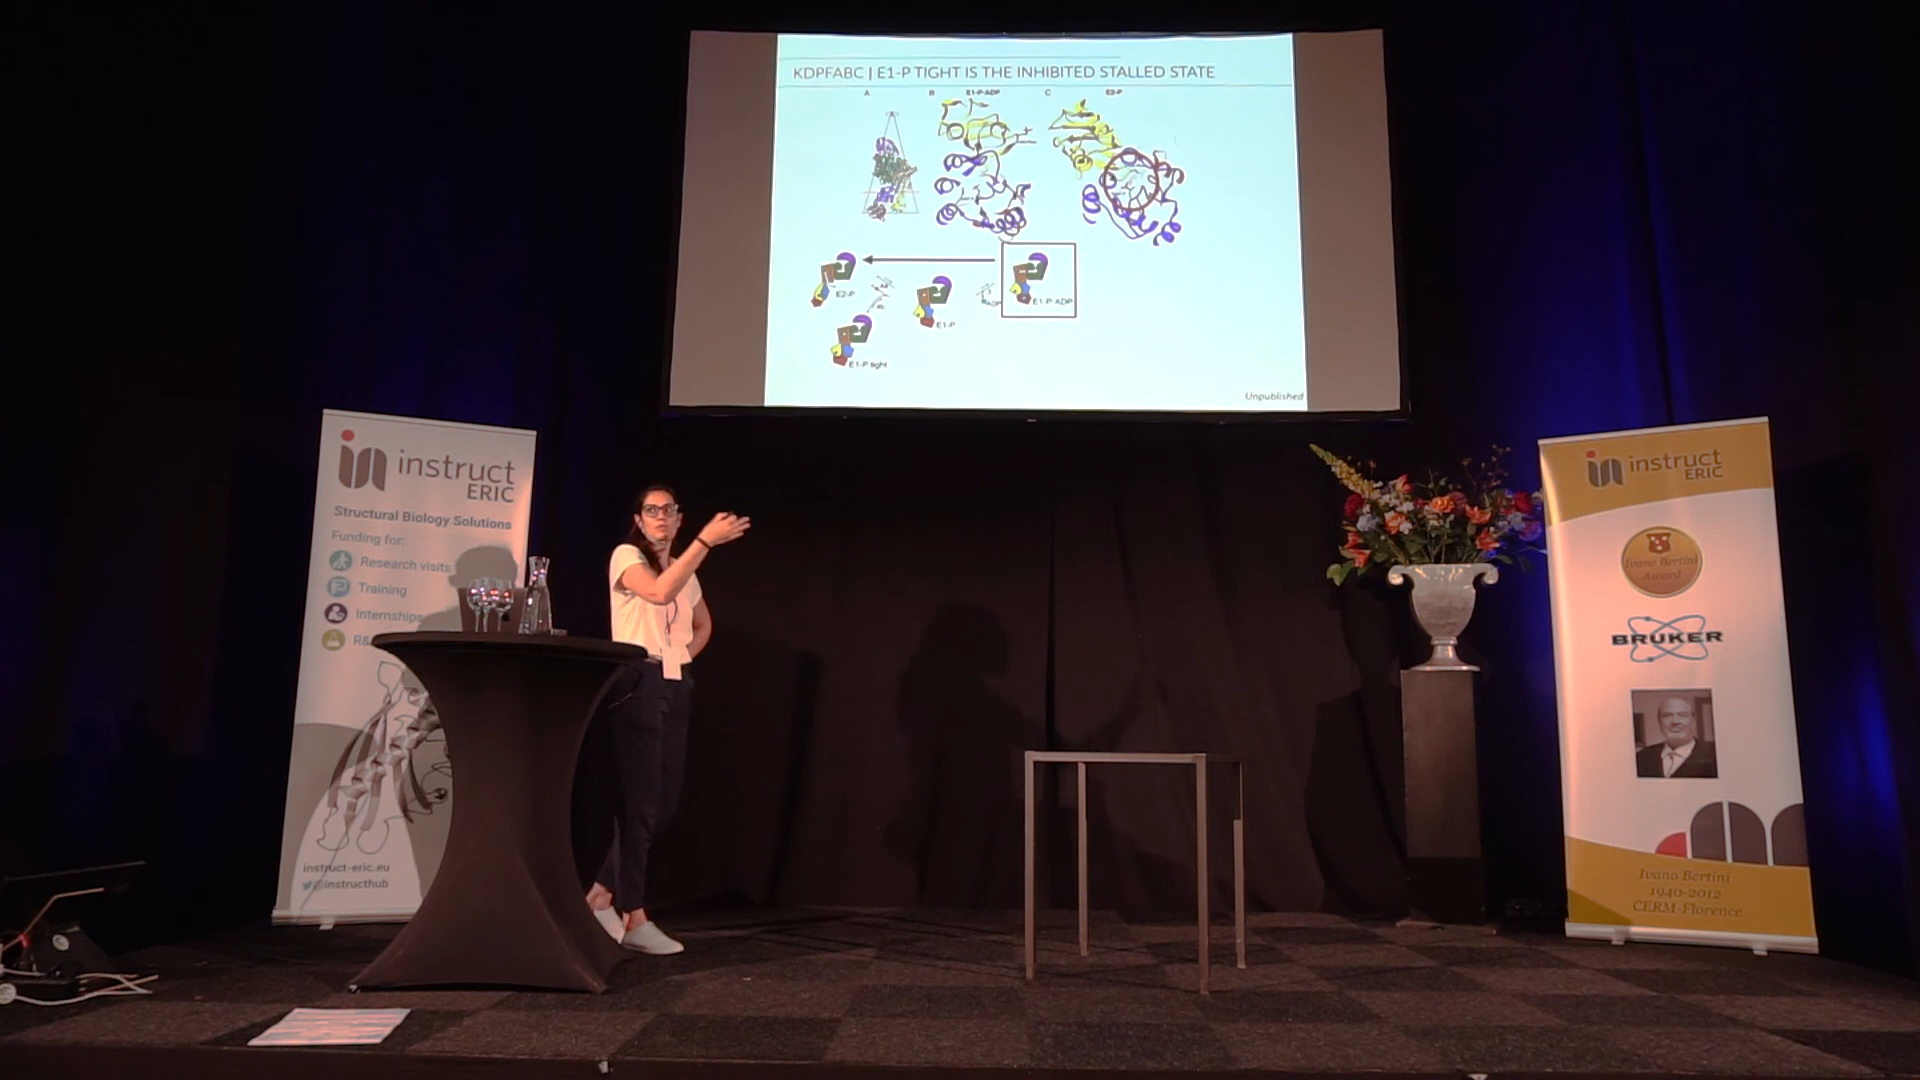 KDPFABC | E1-P TIGHT IS THE INHIBITED STALLED STATE
A
B
E1-P-ADP
C
E2-P
E2-P
E1-P
E1-P ADP
E1-P tight
Unpublished
instruct
ERIC
Structural Biology Solutions
Funding for:
Research visits
Training
Internships
instruct-eric.eu
@instructhub
instruct
ERIC
Ivano Bertini
Award
BRUKER
Ivano Bertini
1940-2012
CERM-Florence